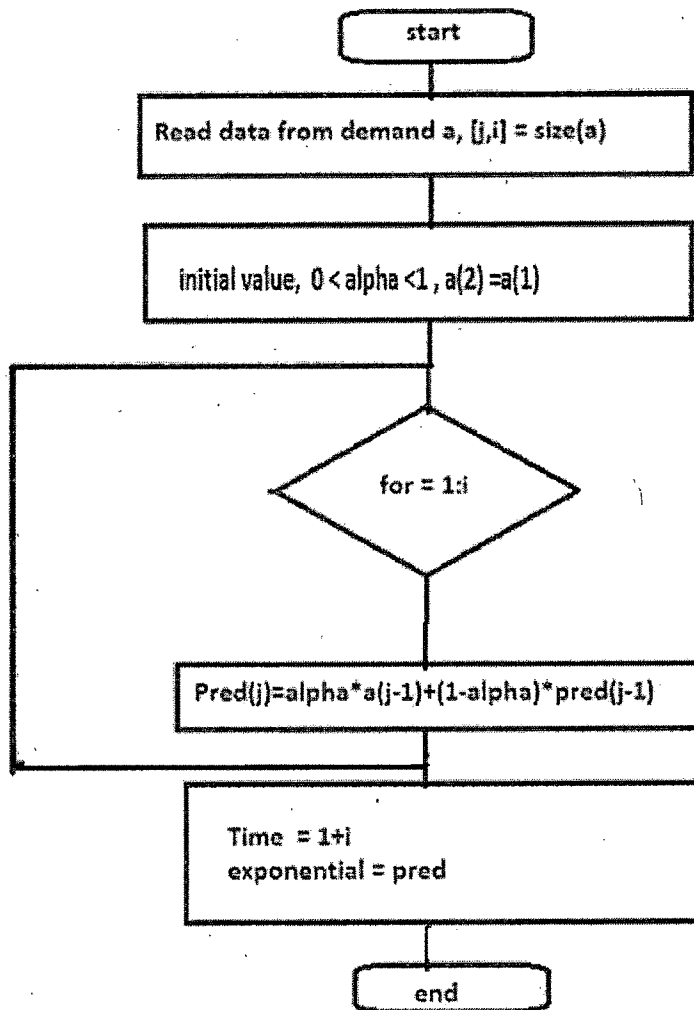 start
Read data from demand a, [j,i] = size(a)
initial value, 0 < alpha <1 , a(2) =a(1)
for = 1:i
Pred(j)=alpha*a(j-1)+(1-alpha)*pred(j-1)
Time = 1+i
exponential = pred
end